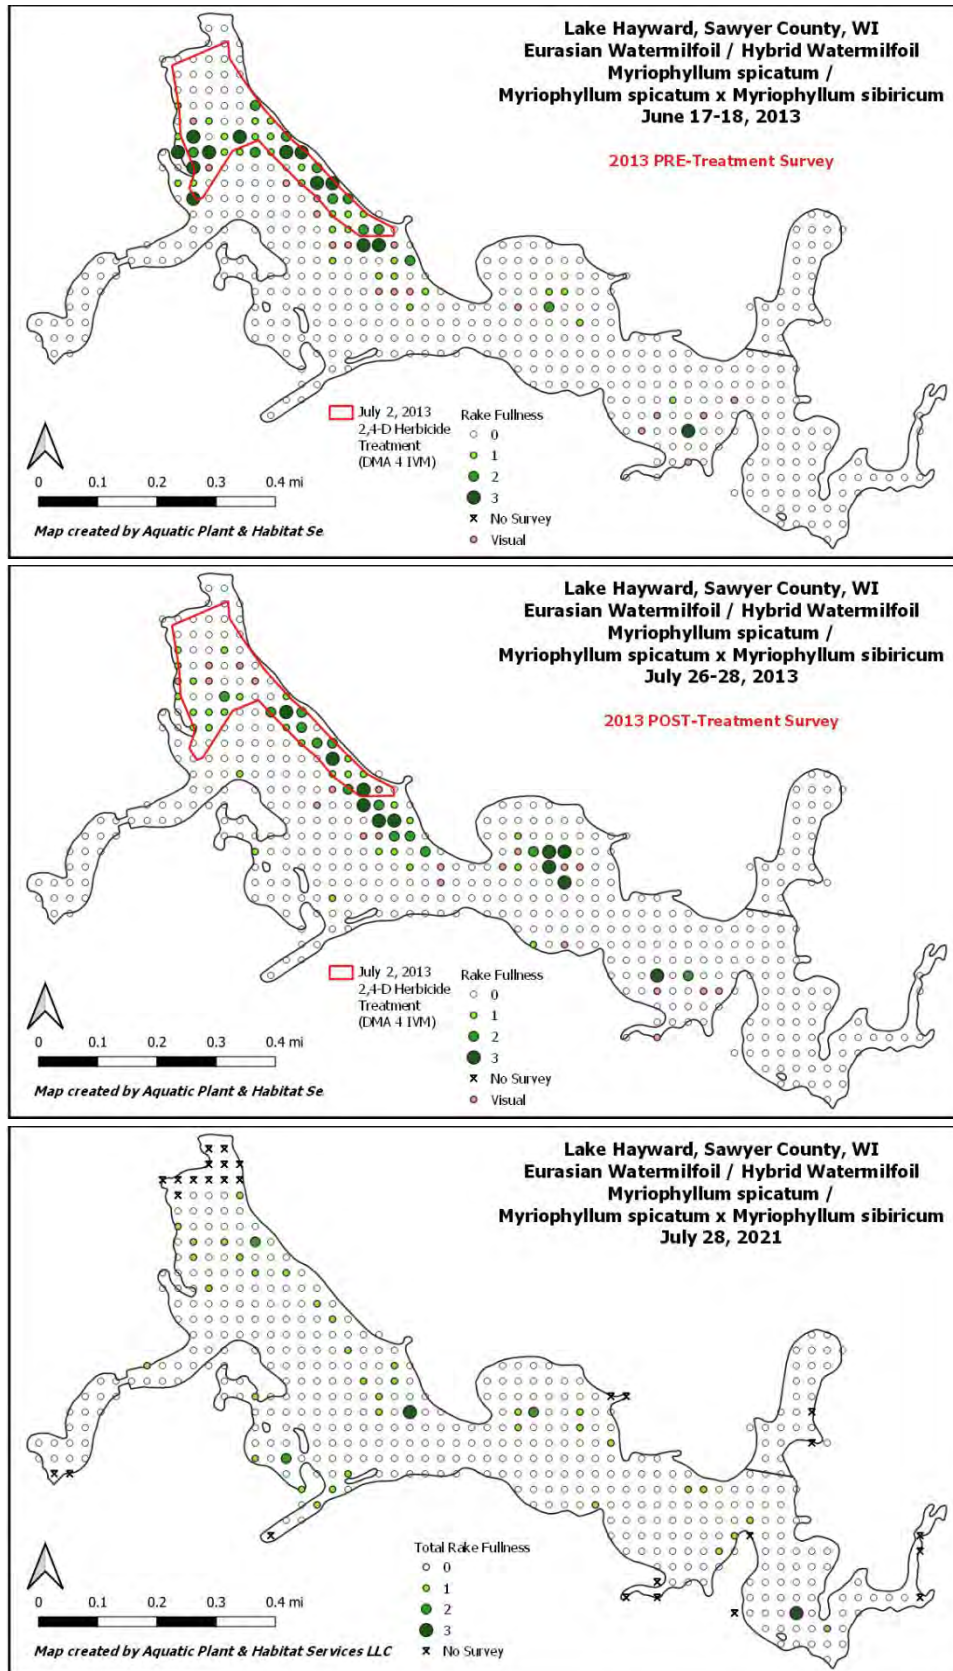 Lake Hayward, Sawyer County, WI
Eurasian Watermilfoil / Hybrid Watermilfoil
Myriophyllum spicatum /
Myriophyllum spicatum x Myriophyllum sibiricum
June 17-18, 2013
2013 PRE-Treatment Survey
July 2, 2013
2,4-D Herbicide
Treatment
(DMA 4 IVM)
Rake Fullness
0
1
2
3
No Survey
Visual
0 0.1 0.2 0.3 0.4 mi
Map created by Aquatic Plant & Habitat Se
Lake Hayward, Sawyer County, WI
Eurasian Watermilfoil / Hybrid Watermilfoil
Myriophyllum spicatum /
Myriophyllum spicatum x Myriophyllum sibiricum
July 26-28, 2013
2013 POST-Treatment Survey
July 2, 2013
2,4-D Herbicide
Treatment
(DMA 4 IVM)
Rake Fullness
0
1
2
3
No Survey
Visual
0 0.1 0.2 0.3 0.4 mi
Map created by Aquatic Plant & Habitat Se
Lake Hayward, Sawyer County, WI
Eurasian Watermilfoil / Hybrid Watermilfoil
Myriophyllum spicatum /
Myriophyllum spicatum x Myriophyllum sibiricum
July 28, 2021
Total Rake Fullness
0
1
2
3
No Survey
0 0.1 0.2 0.3 0.4 mi
Map created by Aquatic Plant & Habitat Services LLC